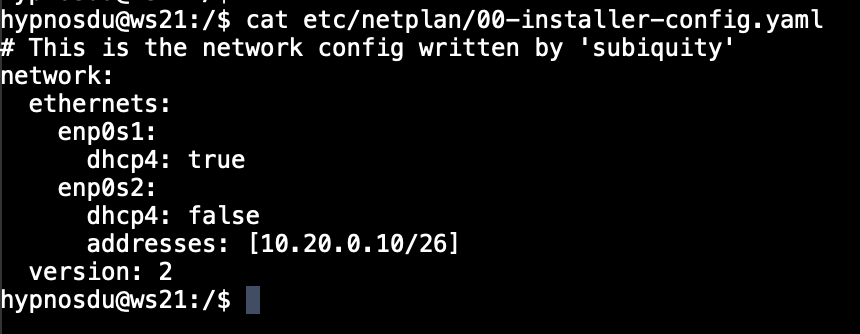 hypnosdu@ws21:/$ cat etc/netplan/00-installer-config.yaml
# This is the network config written by 'subiquity'
network:
  ethernets:
    enp0s1:
      dhcp4: true
    enp0s2:
      dhcp4: false
      addresses: [10.20.0.10/26]
  version: 2
hypnosdu@ws21:/$